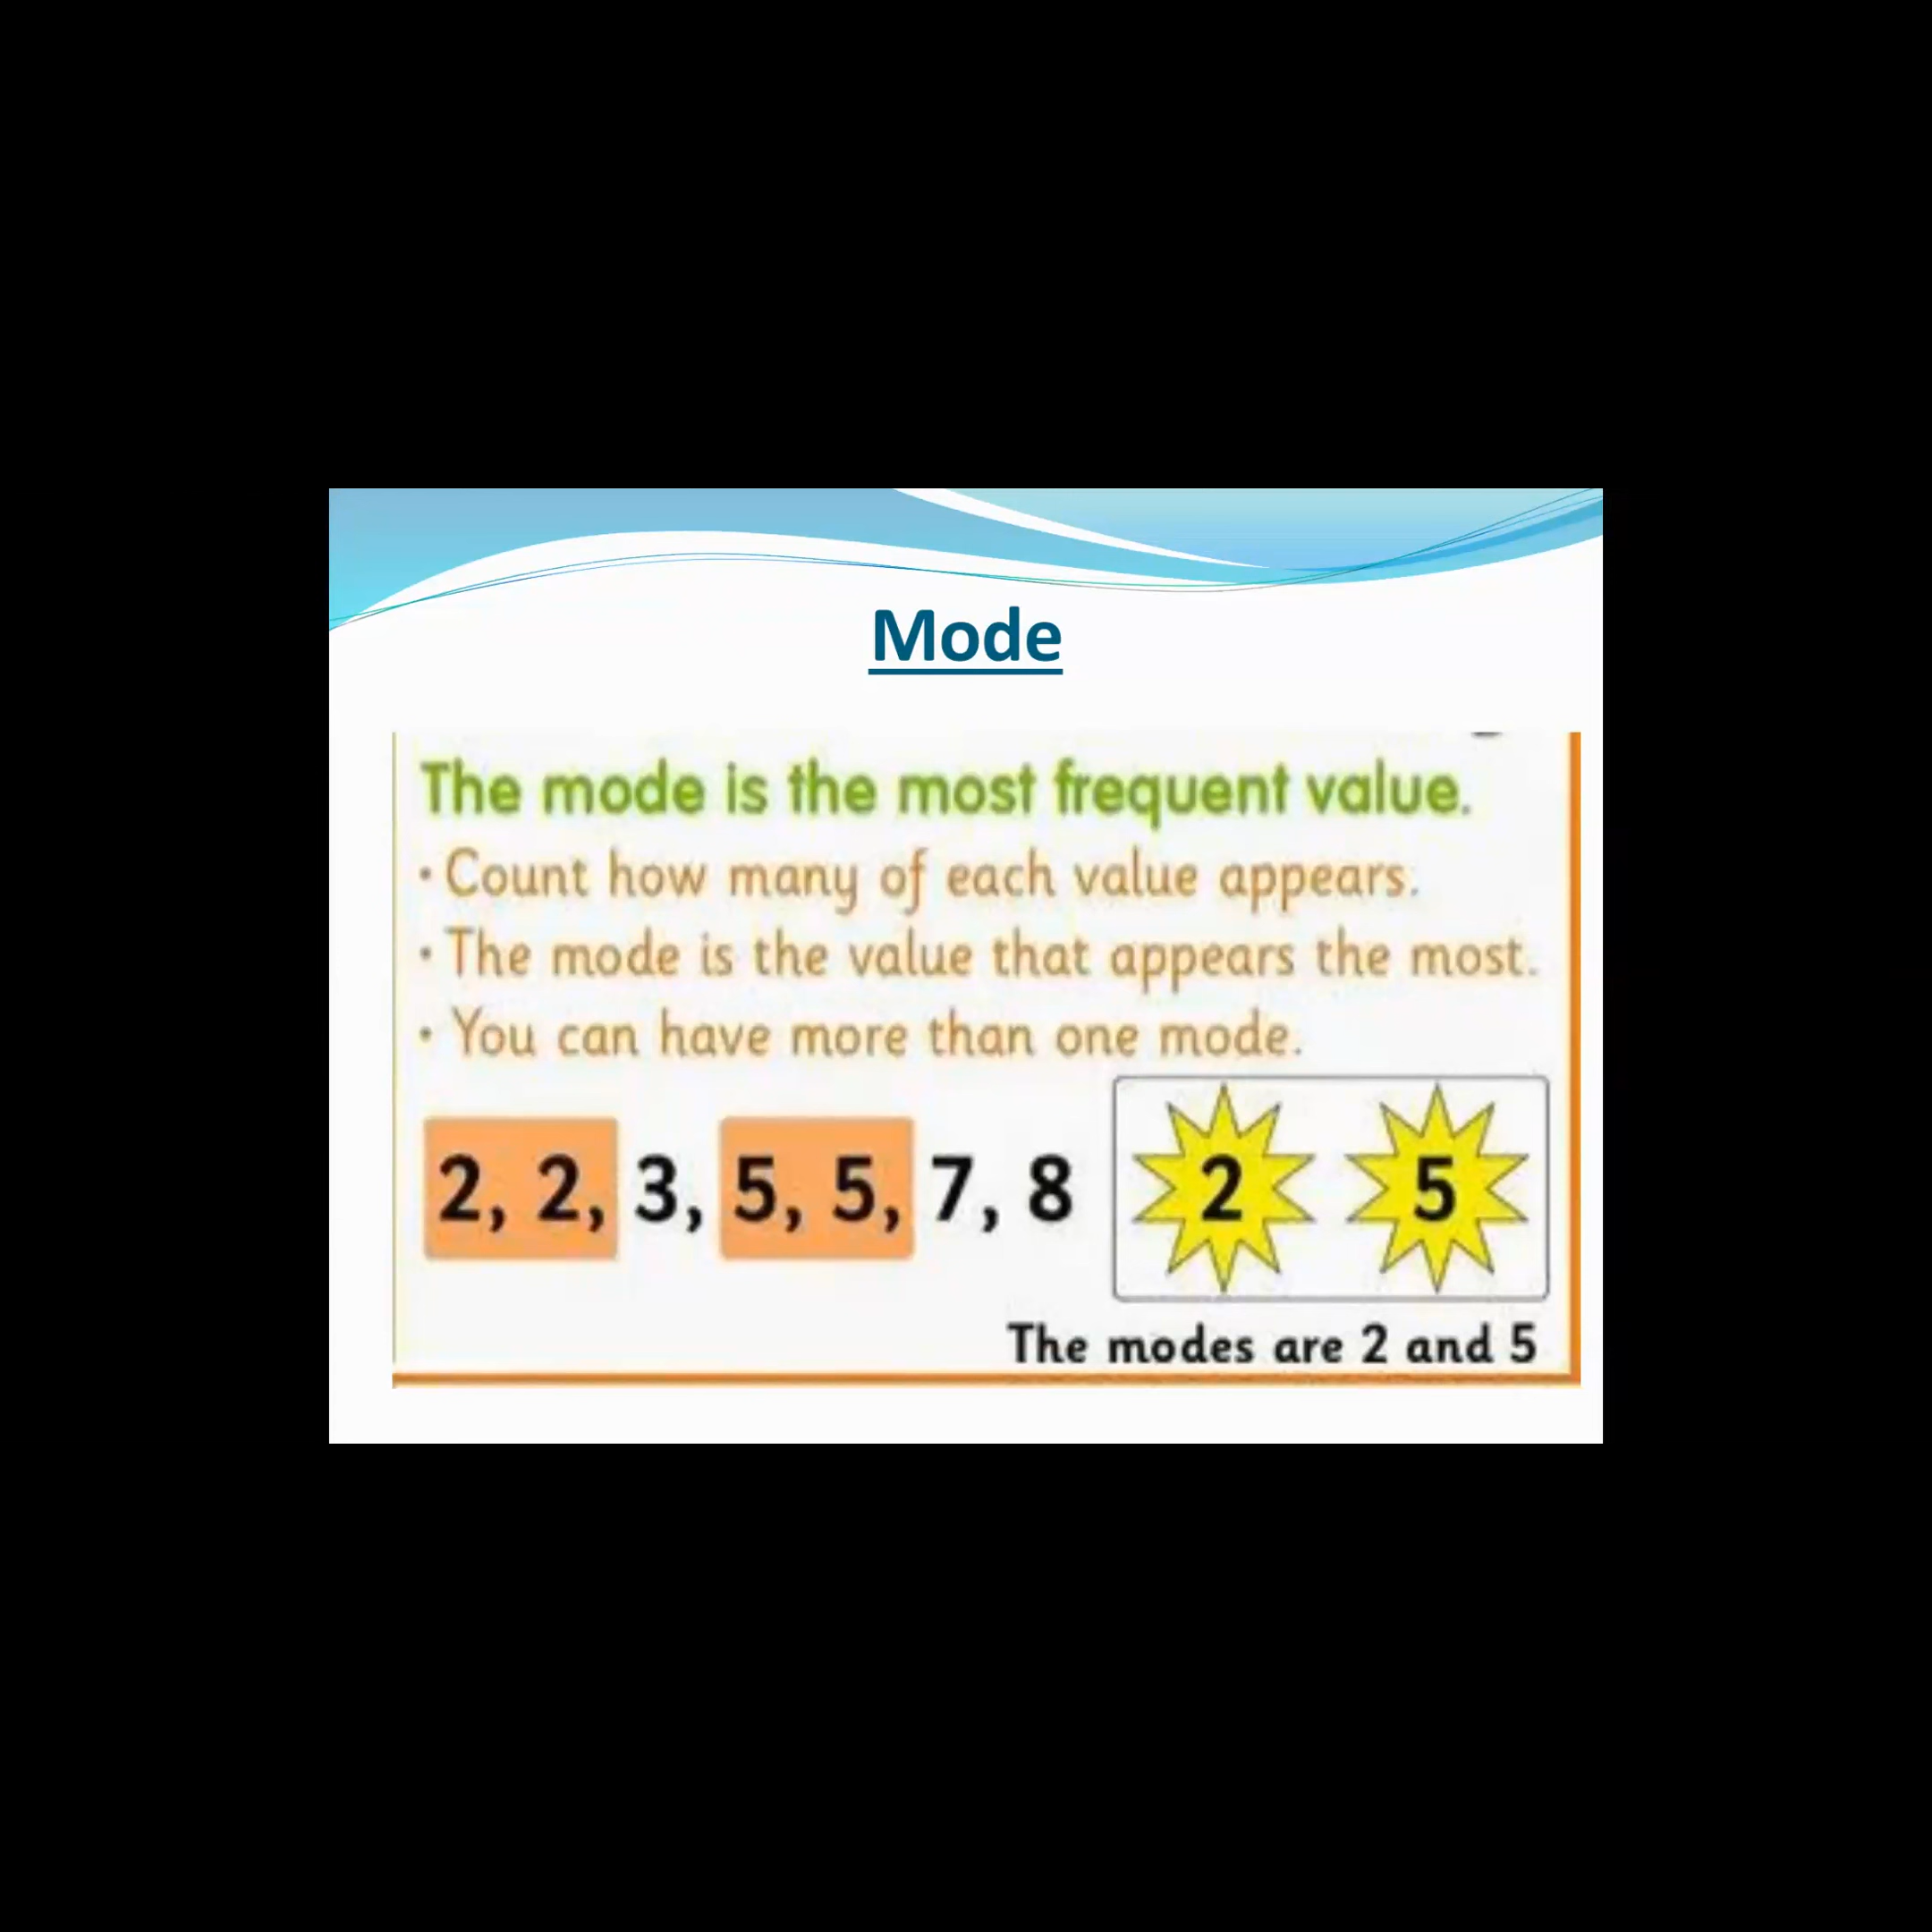 Mode
The mode is the most frequent value.
• Count how many of each value appears.
• The mode is the value that appears the most.
• You can have more than one mode.
2, 2, 3, 5, 5, 7, 8 2 5
The modes are 2 and 5